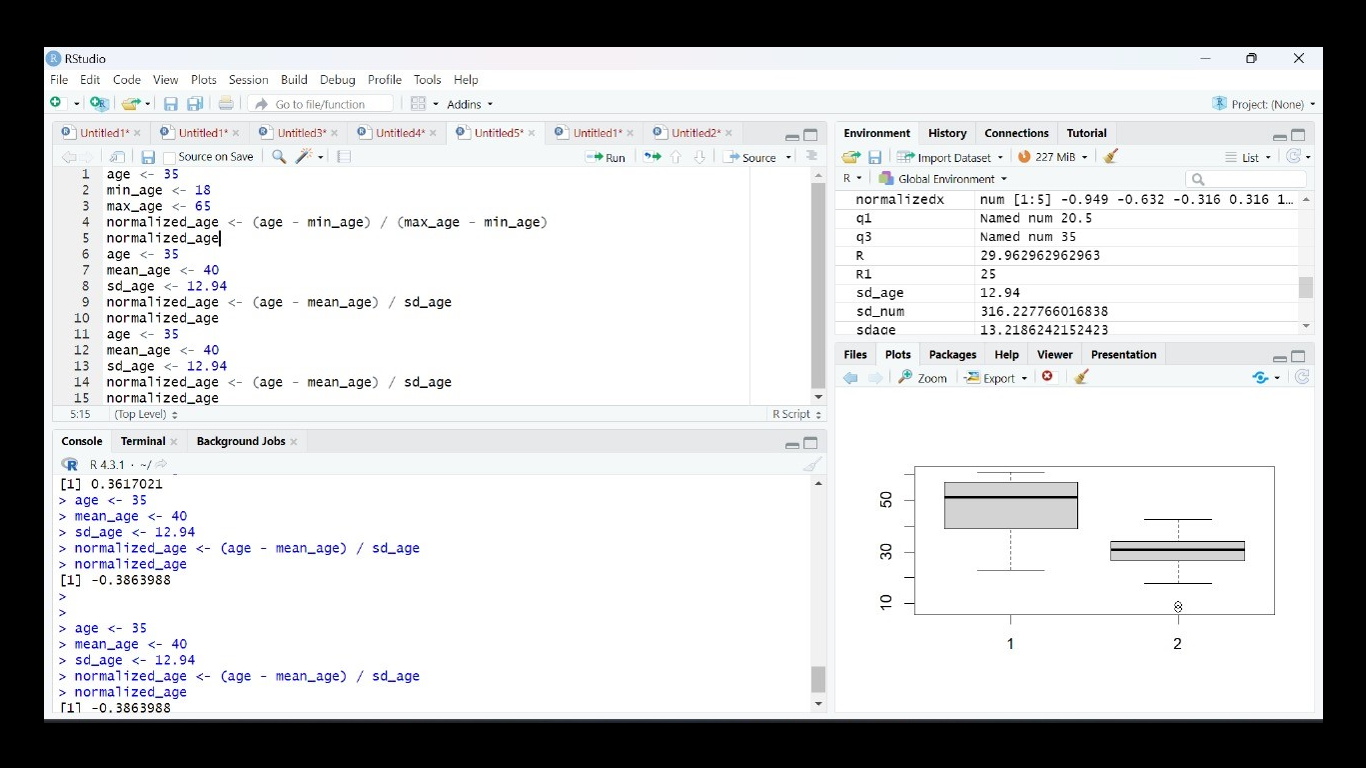 RStudio
File Edit Code View Plots Session Build Debug Profile Tools Help
Go to file/function Addins Project: (None)
Untitled1* Untitled1* Untitled3* Untitled4* Untitled5* Untitled1* Untitled2*
Source on Save Run Source
1 age <- 35
2 min_age <- 18
3 max_age <- 65
4 normalized_age <- (age - min_age) / (max_age - min_age)
5 normalized_age
6 age <- 35
7 mean_age <- 40
8 sd_age <- 12.94
9 normalized_age <- (age - mean_age) / sd_age
10 normalized_age
11 age <- 35
12 mean_age <- 40
13 sd_age <- 12.94
14 normalized_age <- (age - mean_age) / sd_age
15 normalized_age
5:15 (Top Level) R Script
Console Terminal Background Jobs
R 4.3.1 · ~/
[1] 0.3617021
> age <- 35
> mean_age <- 40
> sd_age <- 12.94
> normalized_age <- (age - mean_age) / sd_age
> normalized_age
[1] -0.3863988
>
>
> age <- 35
> mean_age <- 40
> sd_age <- 12.94
> normalized_age <- (age - mean_age) / sd_age
> normalized_age
[1] -0.3863988
Environment History Connections Tutorial
Import Dataset 227 MiB List
R Global Environment
normalizedx num [1:5] -0.949 -0.632 -0.316 0.316 1…
q1 Named num 20.5
q3 Named num 35
R 29.962962962963
R1 25
sd_age 12.94
sd_num 316.227766016838
sdage 13.2186242152423
Files Plots Packages Help Viewer Presentation
Zoom Export
50
30
10
1 2